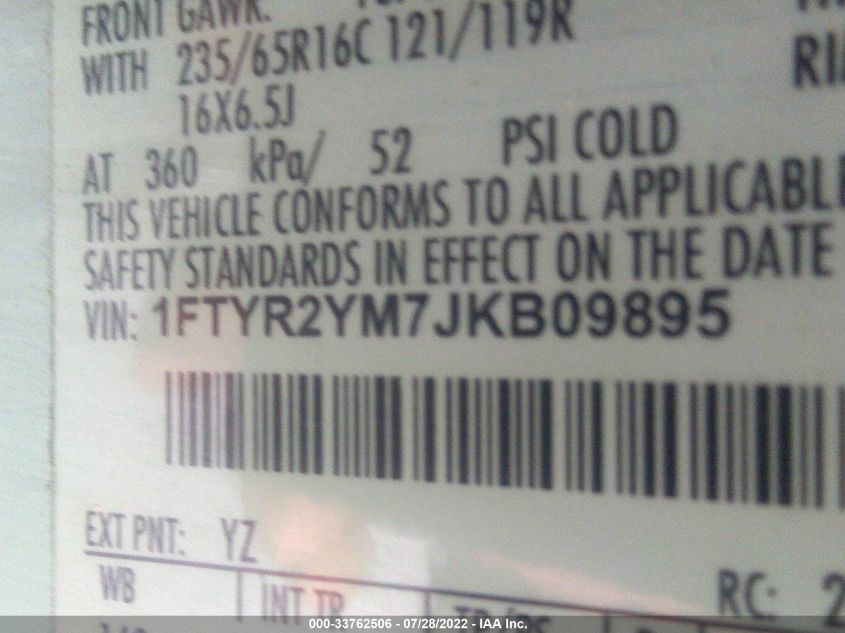 FRONT GAWR:
WITH 235/65R16C 121/119R
16X6.5J
AT 360 kPa/ 52 PSI COLD
THIS VEHICLE CONFORMS TO ALL APPLICABL
SAFETY STANDARDS IN EFFECT ON THE DATE
VIN: 1FTYR2YM7JKB09895
EXT PNT: YZ
RC: 2
WB INT TR
000-33762506 / 07/28/2022 - IAA Inc.